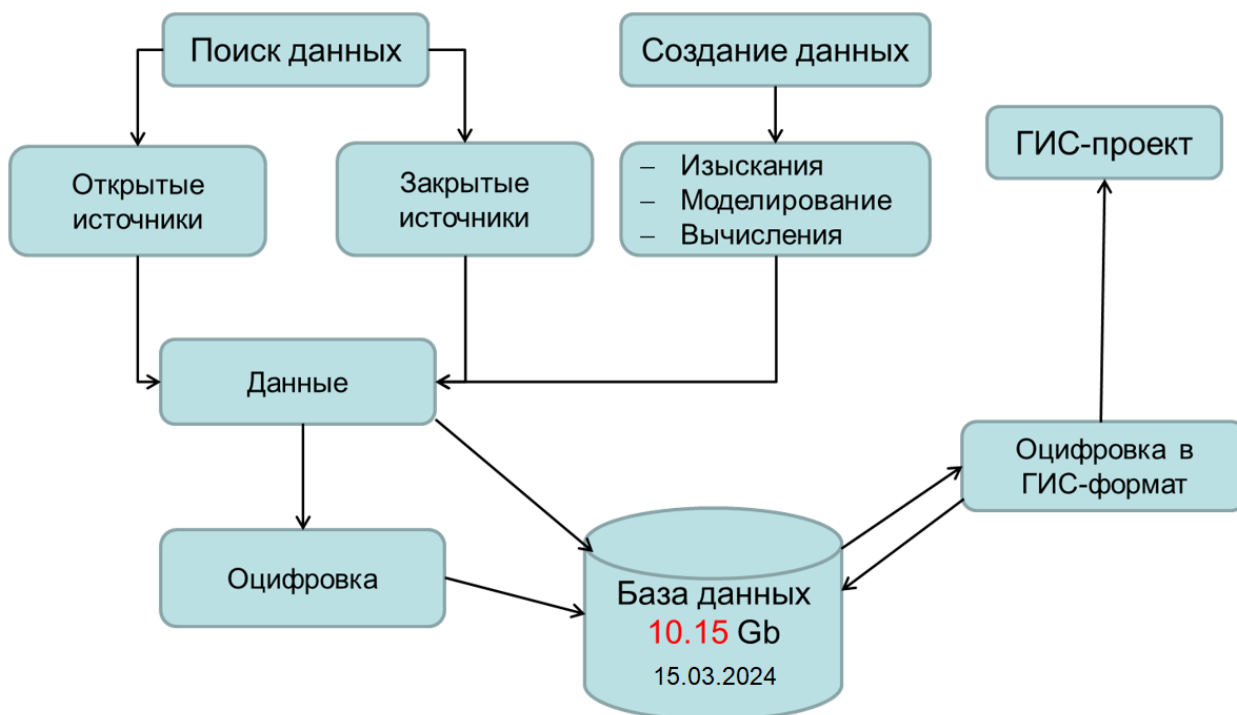 Поиск данных
Создание данных
ГИС-проект
Открытые
источники
Закрытые
источники
– Изыскания
– Моделирование
– Вычисления
Данные
Оцифровка в
ГИС-формат
Оцифровка
База данных
10.15 Gb
15.03.2024